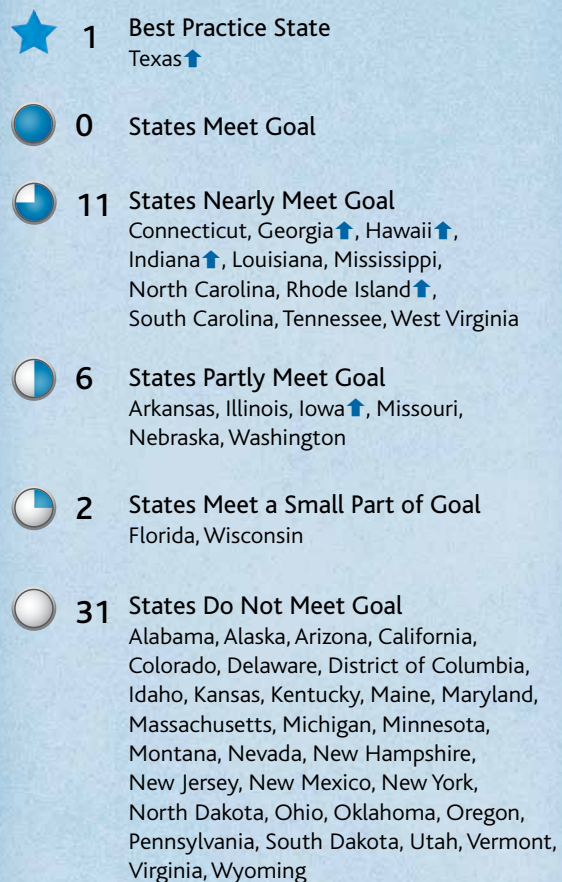 1 Best Practice State
Texas⬆
0 States Meet Goal
11 States Nearly Meet Goal
Connecticut, Georgia⬆, Hawaii⬆,
Indiana⬆, Louisiana, Mississippi,
North Carolina, Rhode Island⬆,
South Carolina, Tennessee, West Virginia
6 States Partly Meet Goal
Arkansas, Illinois, Iowa⬆, Missouri,
Nebraska, Washington
2 States Meet a Small Part of Goal
Florida, Wisconsin
31 States Do Not Meet Goal
Alabama, Alaska, Arizona, California,
Colorado, Delaware, District of Columbia,
Idaho, Kansas, Kentucky, Maine, Maryland,
Massachusetts, Michigan, Minnesota,
Montana, Nevada, New Hampshire,
New Jersey, New Mexico, New York,
North Dakota, Ohio, Oklahoma, Oregon,
Pennsylvania, South Dakota, Utah, Vermont,
Virginia, Wyoming